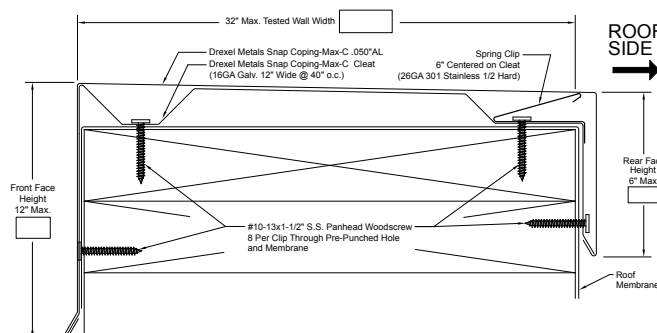 32" Max. Tested Wall Width
ROOF
SIDE
Drexel Metals Snap Coping-Max-C .050"AL
Drexel Metals Snap Coping-Max-C Cleat
(16GA Galv. 12" Wide @ 40" o.c.)
Spring Clip
6" Centered on Cleat
(26GA 301 Stainless 1/2 Hard)
Front Face
Height
12" Max.
Rear Fac
Height
6" Max
#10-13x1-1/2" S.S. Panhead Woodscrew
8 Per Clip Through Pre-Punched Hole
and Membrane
Roof
Membrane